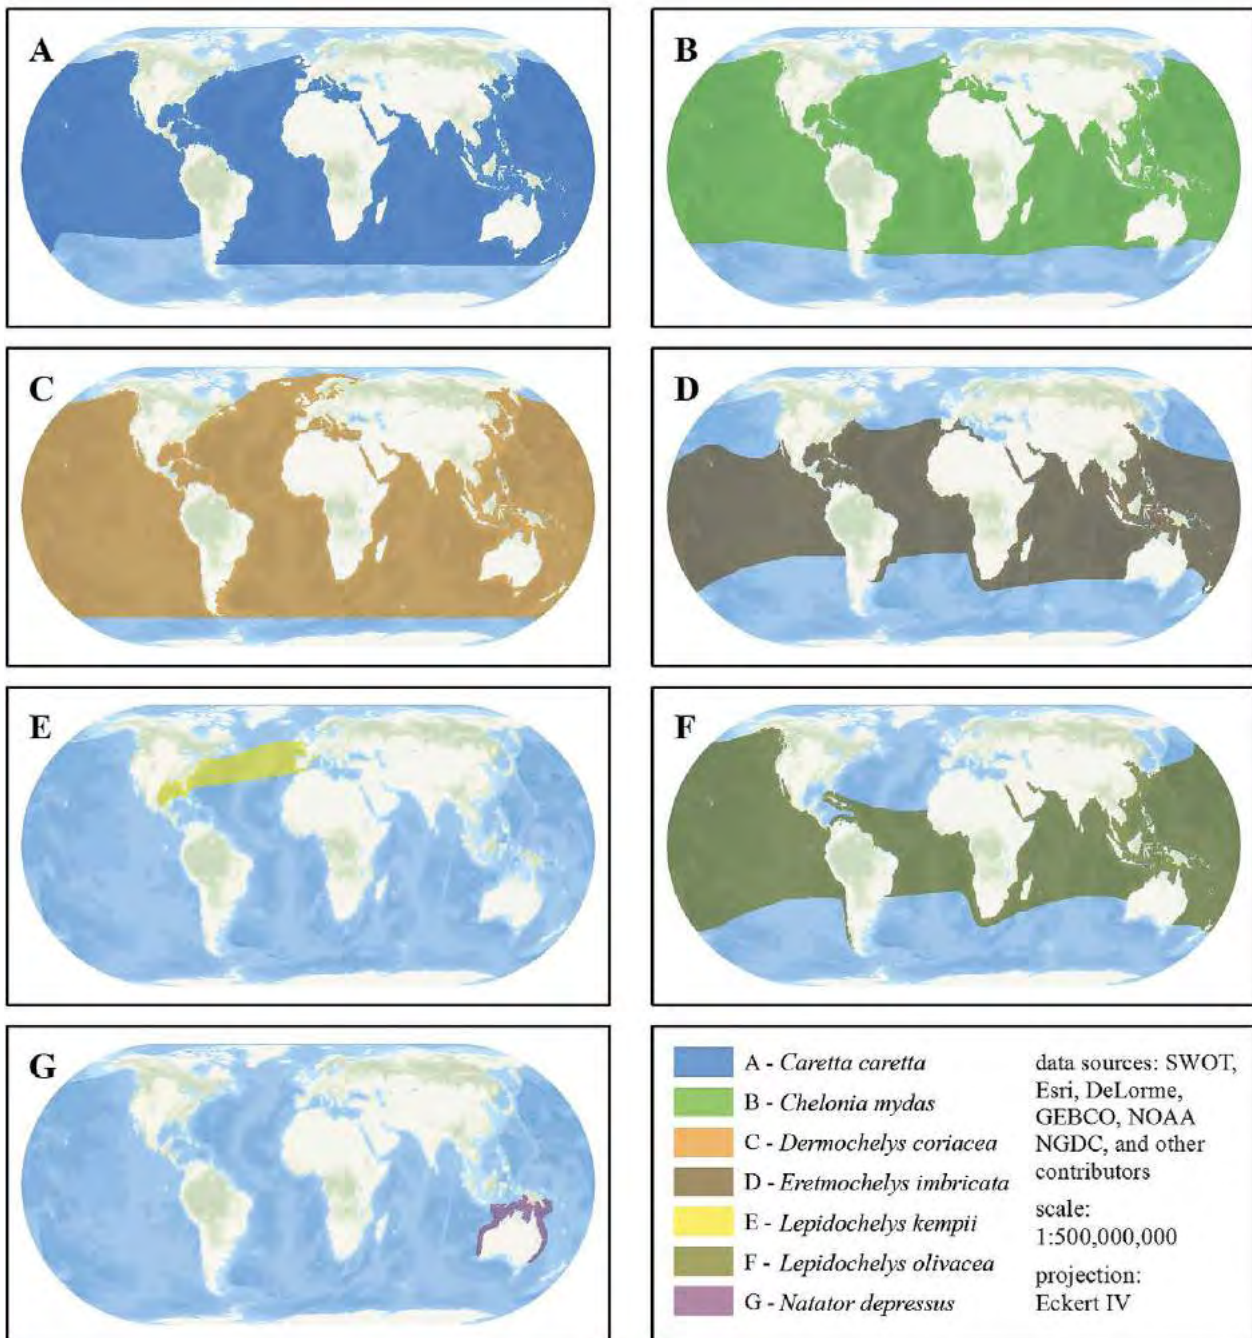 A
B
C
D
E
F
G
A - Caretta caretta
B - Chelonia mydas
C - Dermochelys coriacea
D - Eretmochelys imbricata
E - Lepidochelys kempii
F - Lepidochelys olivacea
G - Natator depressus
data sources: SWOT,
Esri, DeLorme,
GEBCO, NOAA
NGDC, and other
contributors
scale:
1:500,000,000
projection:
Eckert IV